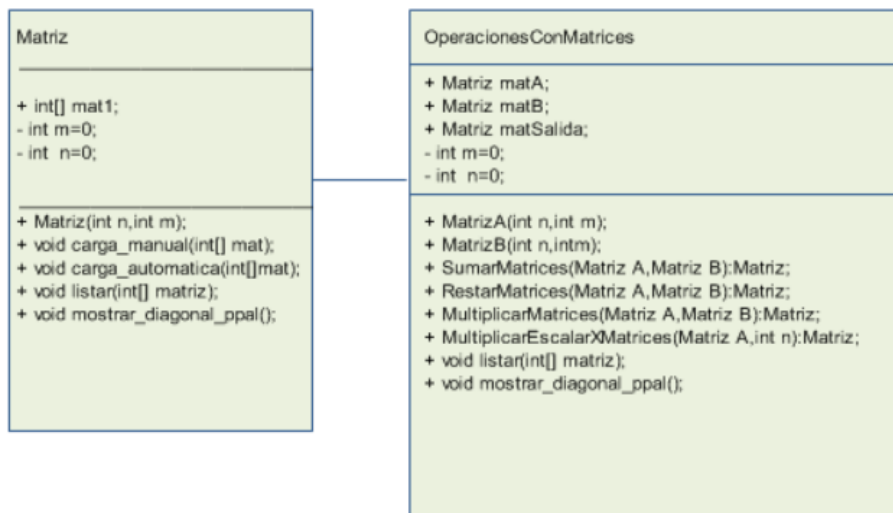 Matriz
+ int[] mat1;
- int m=0;
- int n=0;
+ Matriz(int n,int m);
+ void carga_manual(int[] mat);
+ void carga_automatica(int[]mat);
+ void listar(int[] matriz);
+ void mostrar_diagonal_ppal();
OperacionesConMatrices
+ Matriz matA;
+ Matriz matB;
+ Matriz matSalida;
- int m=0;
- int n=0;
+ MatrizA(int n,int m);
+ MatrizB(int n,intm);
+ SumarMatrices(Matriz A,Matriz B):Matriz;
+ RestarMatrices(Matriz A,Matriz B):Matriz;
+ MultiplicarMatrices(Matriz A,Matriz B):Matriz;
+ MultiplicarEscalarXMatrices(Matriz A,int n):Matriz;
+ void listar(int[] matriz);
+ void mostrar_diagonal_ppal();